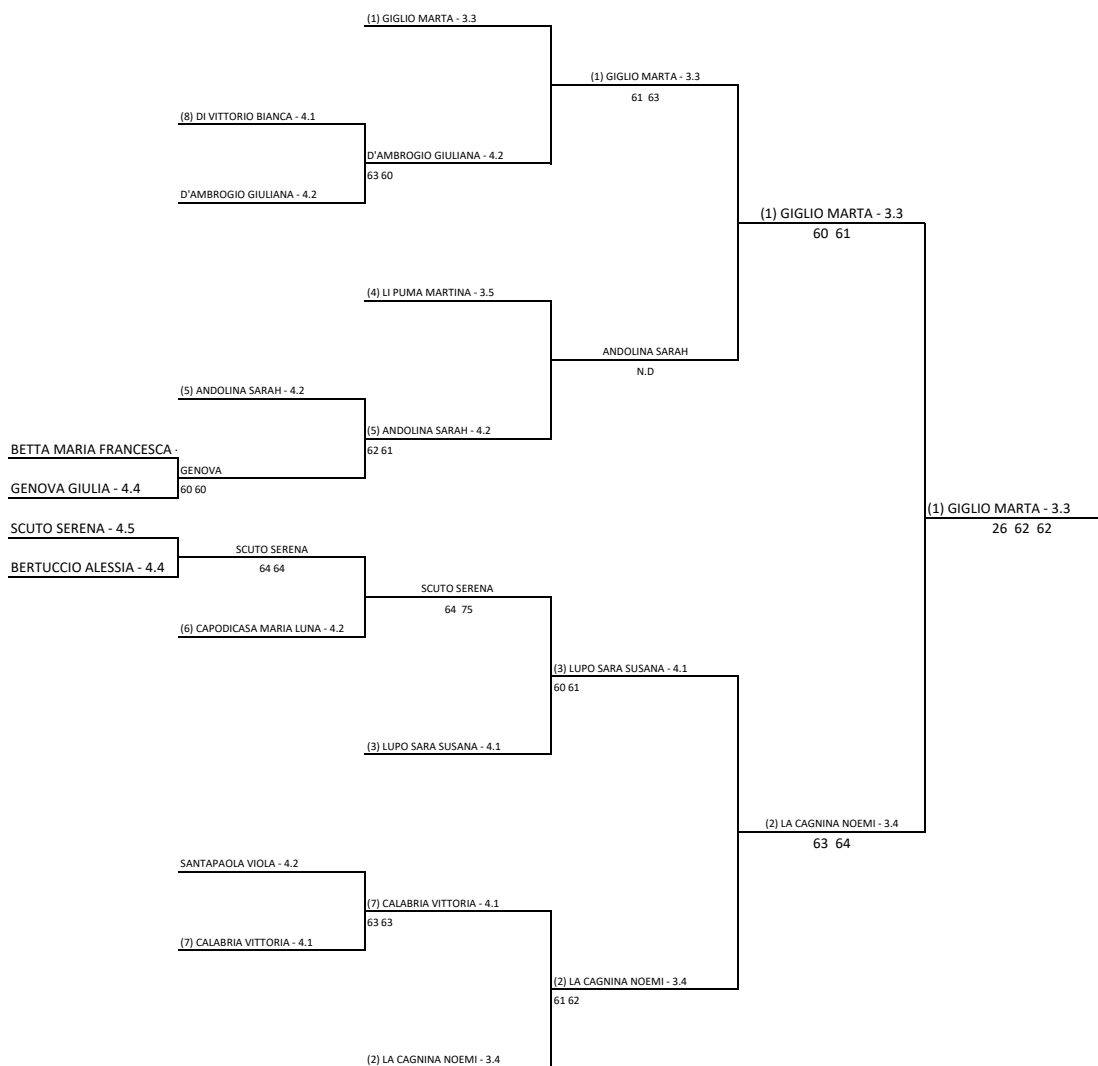 (1) GIGLIO MARTA - 3.3
(1) GIGLIO MARTA - 3.3
61 63
(8) DI VITTORIO BIANCA - 4.1
D'AMBROGIO GIULIANA - 4.2
63 60
D'AMBROGIO GIULIANA - 4.2
(1) GIGLIO MARTA - 3.3
60 61
(4) LI PUMA MARTINA - 3.5
ANDOLINA SARAH
N.D
(5) ANDOLINA SARAH - 4.2
(5) ANDOLINA SARAH - 4.2
62 61
BETTA MARIA FRANCESCA -
GENOVA
60 60
GENOVA GIULIA - 4.4
(1) GIGLIO MARTA - 3.3
26 62 62
SCUTO SERENA - 4.5
SCUTO SERENA
64 64
BERTUCCIO ALESSIA - 4.4
SCUTO SERENA
64 75
(6) CAPODICASA MARIA LUNA - 4.2
(3) LUPO SARA SUSANA - 4.1
60 61
(3) LUPO SARA SUSANA - 4.1
(2) LA CAGNINA NOEMI - 3.4
63 64
SANTAPAOLA VIOLA - 4.2
(7) CALABRIA VITTORIA - 4.1
63 63
(7) CALABRIA VITTORIA - 4.1
(2) LA CAGNINA NOEMI - 3.4
61 62
(2) LA CAGNINA NOEMI - 3.4